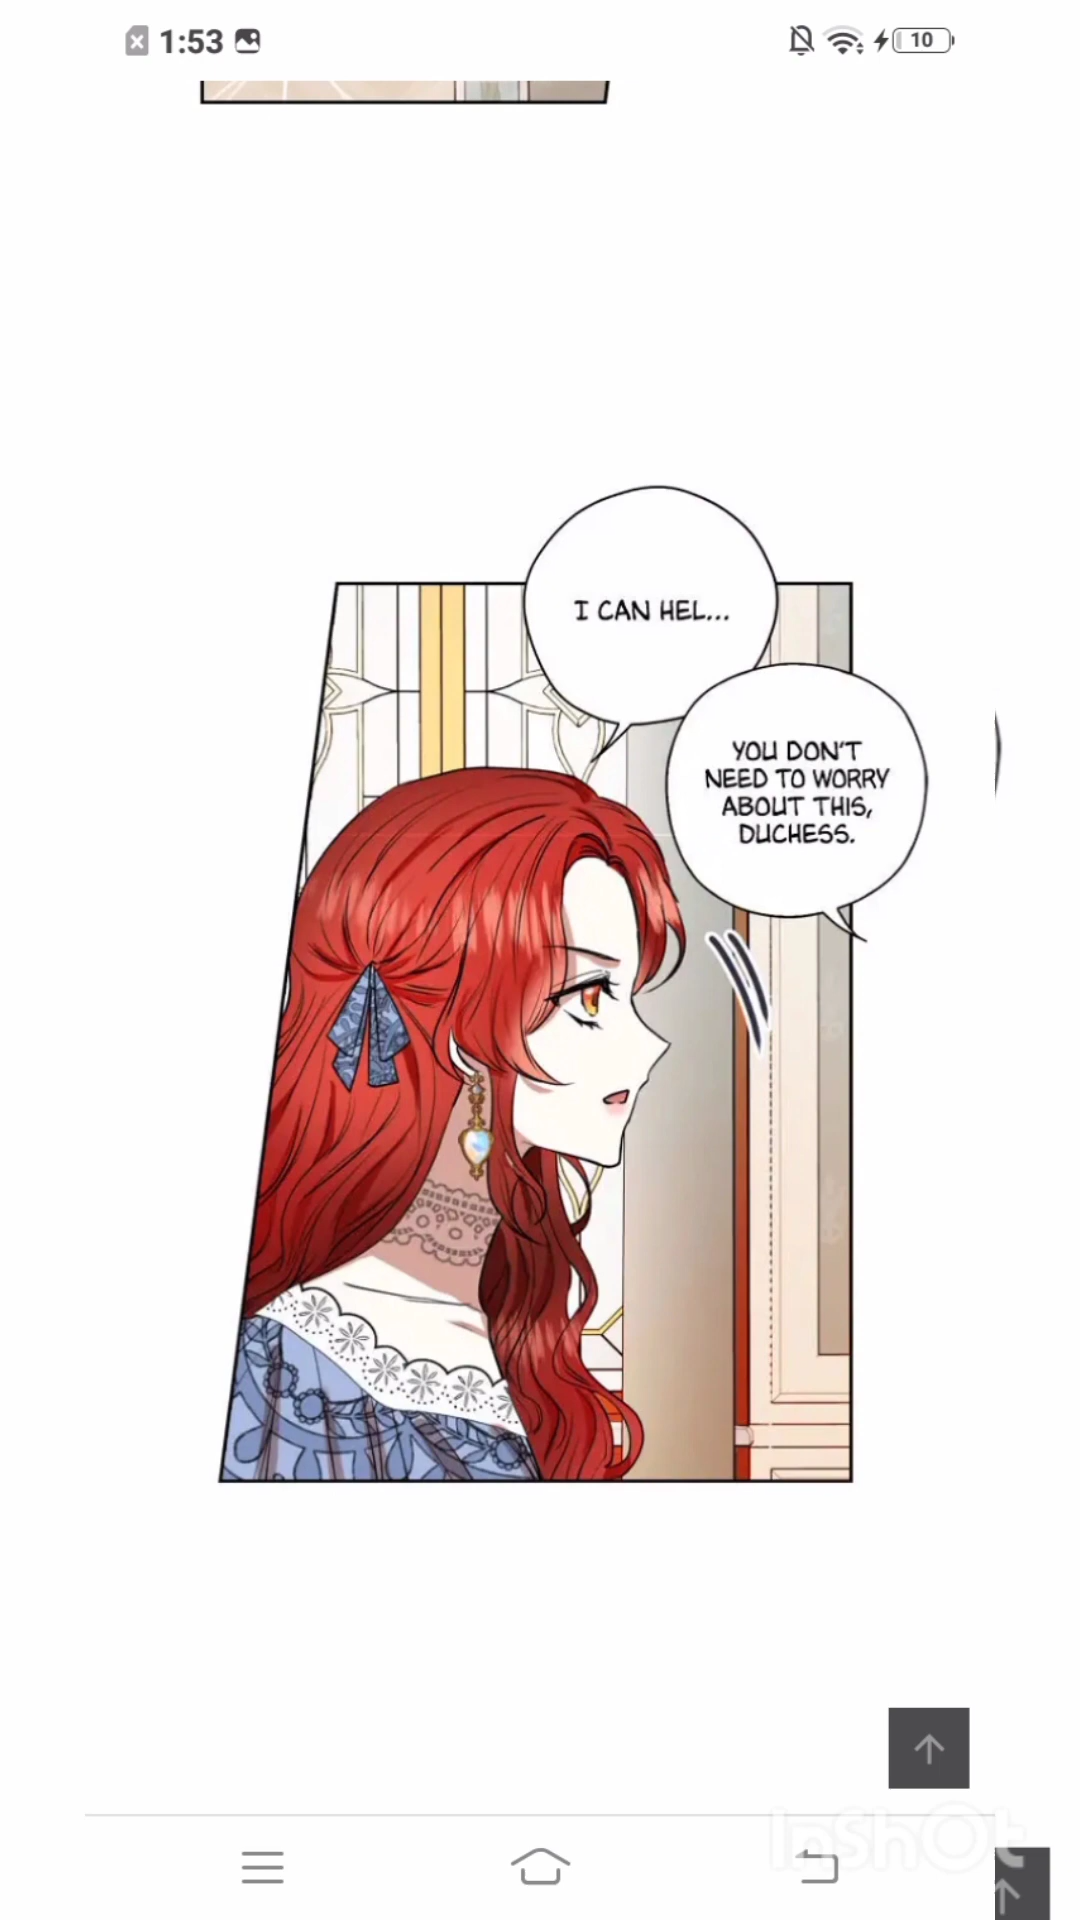 1:53
10
I CAN HEL...
YOU DON'T
NEED TO WORRY
ABOUT THIS,
DUCHESS.
InShOt